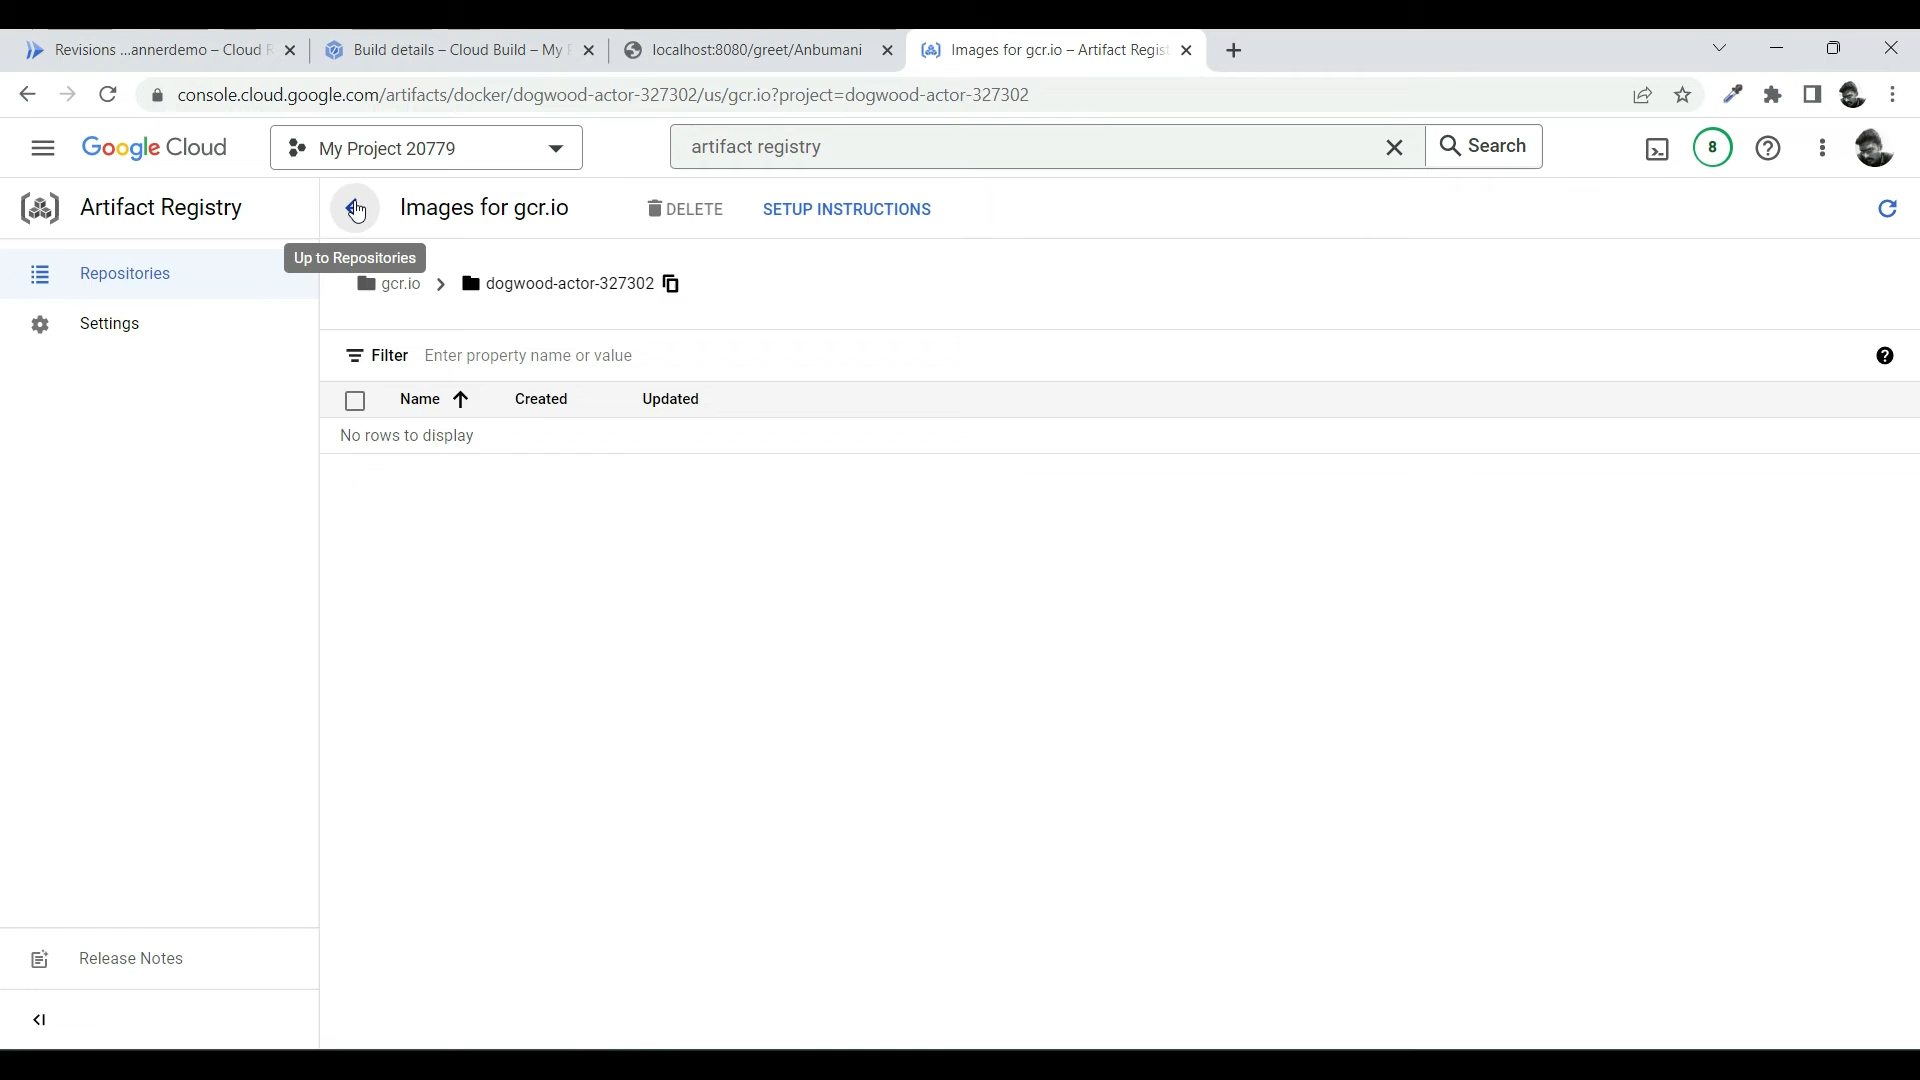 Revisions ...annerdemo – Cloud R
Build details – Cloud Build – My P
localhost:8080/greet/Anbumani
Images for gcr.io – Artifact Regist
console.cloud.google.com/artifacts/docker/dogwood-actor-327302/us/gcr.io?project=dogwood-actor-327302
Google Cloud
My Project 20779
artifact registry
Search
8
Artifact Registry
Images for gcr.io
DELETE
SETUP INSTRUCTIONS
Repositories
Up to Repositories
gcr.io
dogwood-actor-327302
Settings
Filter Enter property name or value
Name Created Updated
No rows to display
Release Notes